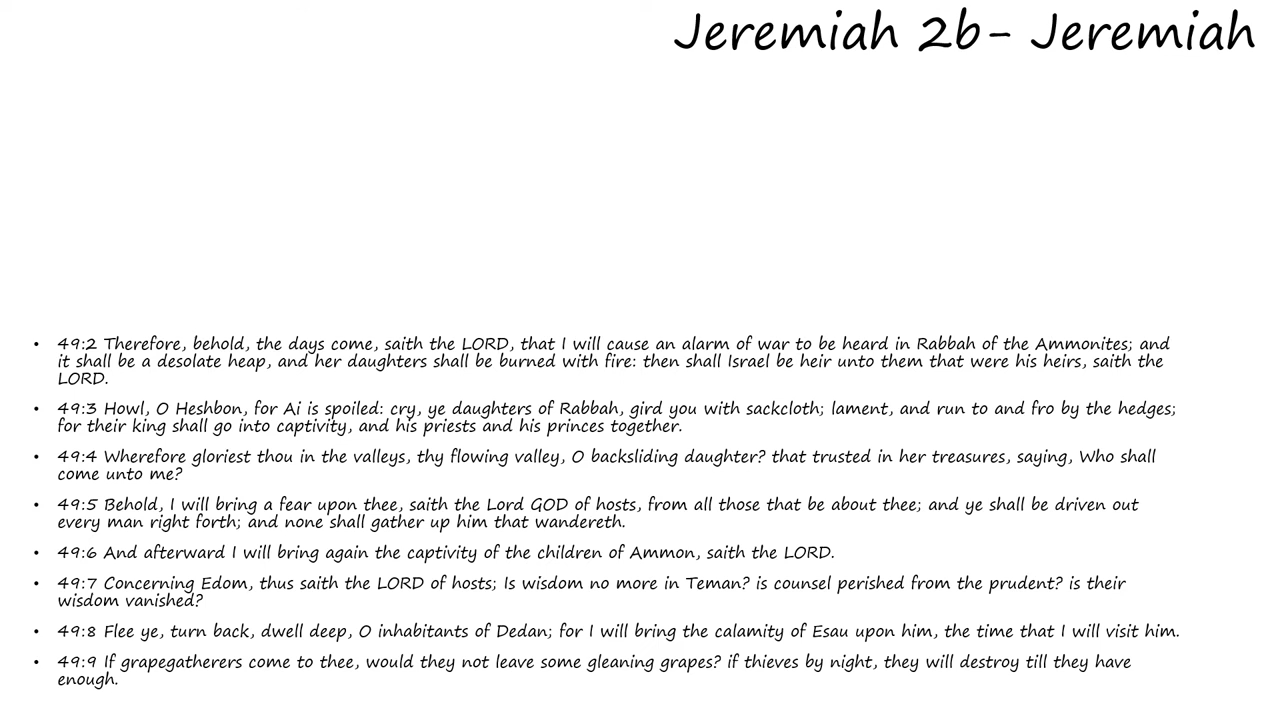 Jeremiah 2b- Jeremiah
• 49:2 Therefore, behold, the days come, saith the LORD, that I will cause an alarm of war to be heard in Rabbah of the Ammonites; and
it shall be a desolate heap, and her daughters shall be burned with fire: then shall Israel be heir unto them that were his heirs, saith the
LORD.
• 49:3 Howl, O Heshbon, for Ai is spoiled: cry, ye daughters of Rabbah, gird you with sackcloth; lament, and run to and fro by the hedges;
for their king shall go into captivity, and his priests and his princes together.
• 49:4 Wherefore gloriest thou in the valleys, thy flowing valley, O backsliding daughter? that trusted in her treasures, saying, Who shall
come unto me?
• 49:5 Behold, I will bring a fear upon thee, saith the Lord GOD of hosts, from all those that be about thee; and ye shall be driven out
every man right forth; and none shall gather up him that wandereth.
• 49:6 And afterward I will bring again the captivity of the children of Ammon, saith the LORD.
• 49:7 Concerning Edom, thus saith the LORD of hosts; Is wisdom no more in Teman? is counsel perished from the prudent? is their
wisdom vanished?
• 49:8 Flee ye, turn back, dwell deep, O inhabitants of Dedan; for I will bring the calamity of Esau upon him, the time that I will visit him.
• 49:9 If grapegatherers come to thee, would they not leave some gleaning grapes? if thieves by night, they will destroy till they have
enough.